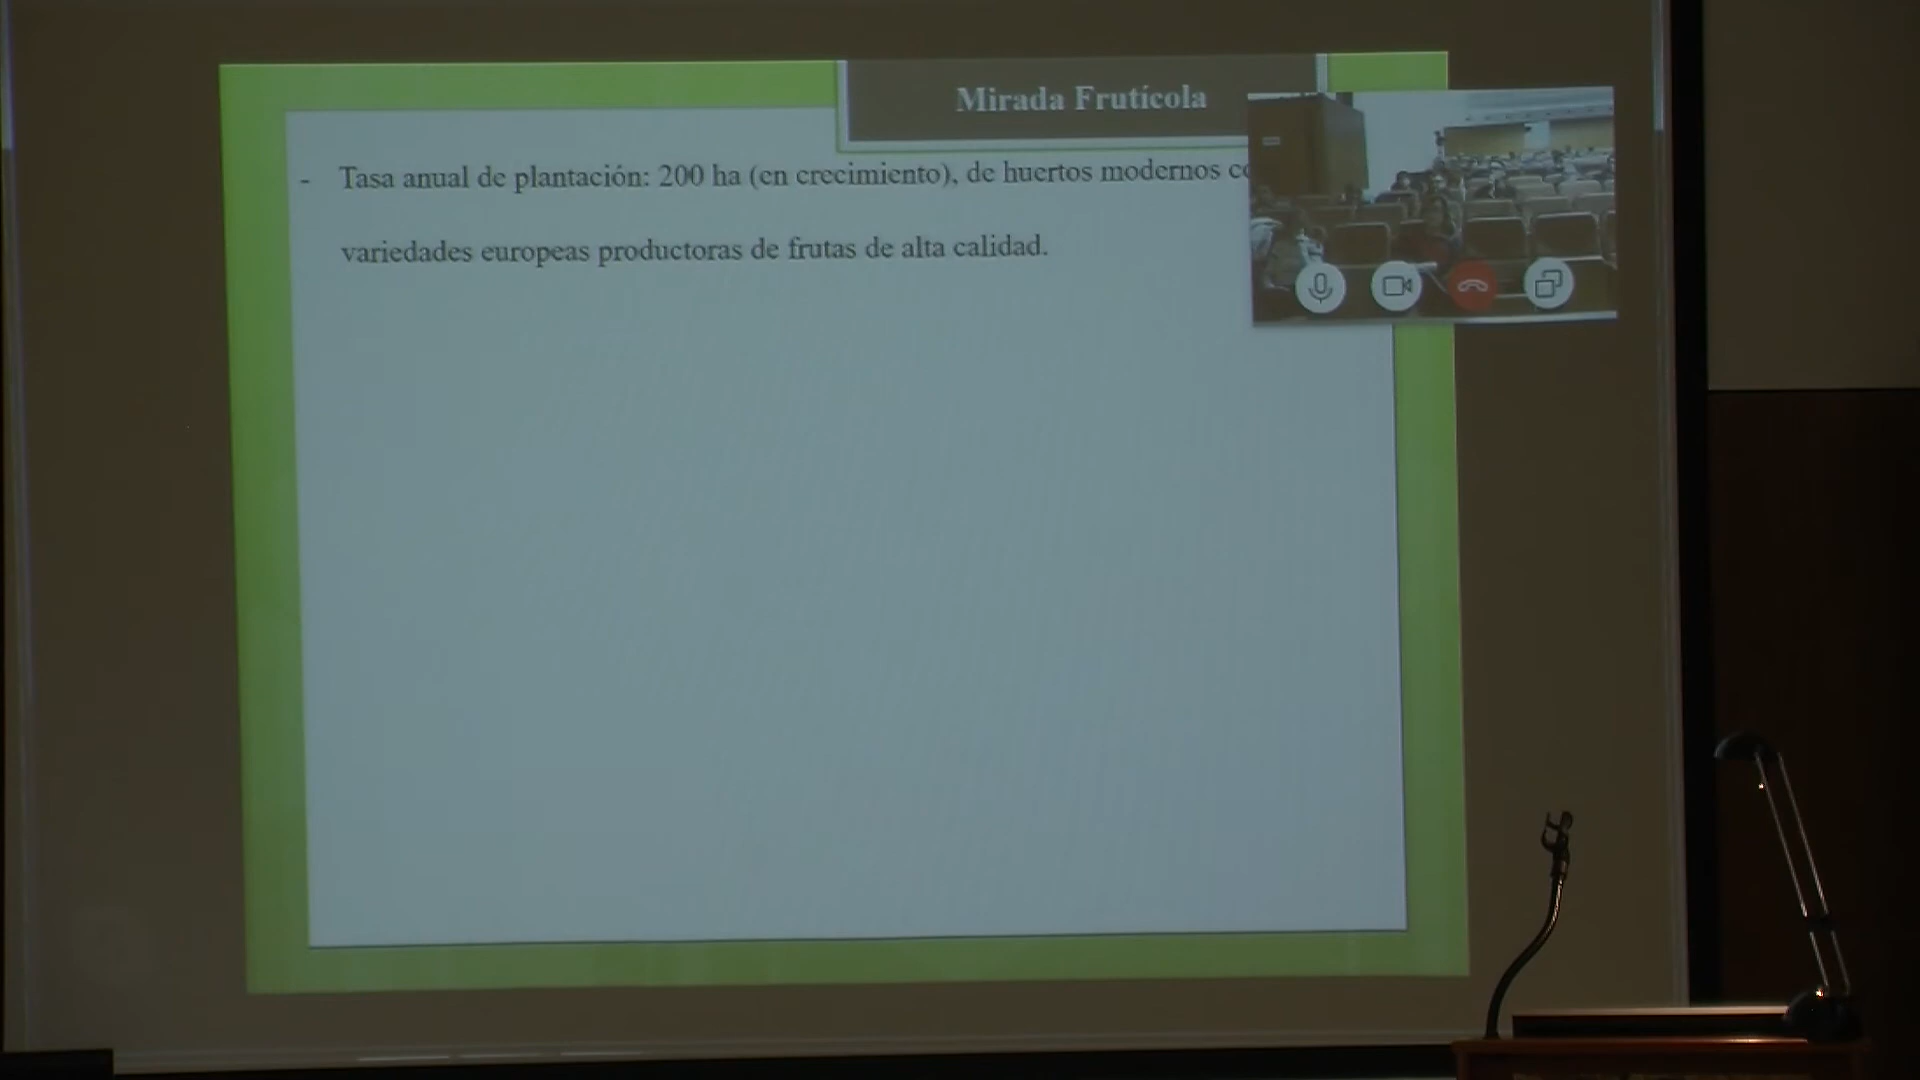 Mirada Frutícola
- Tasa anual de plantación: 200 ha (en crecimiento), de huertos modernos
variedades europeas productoras de frutas de alta calidad.